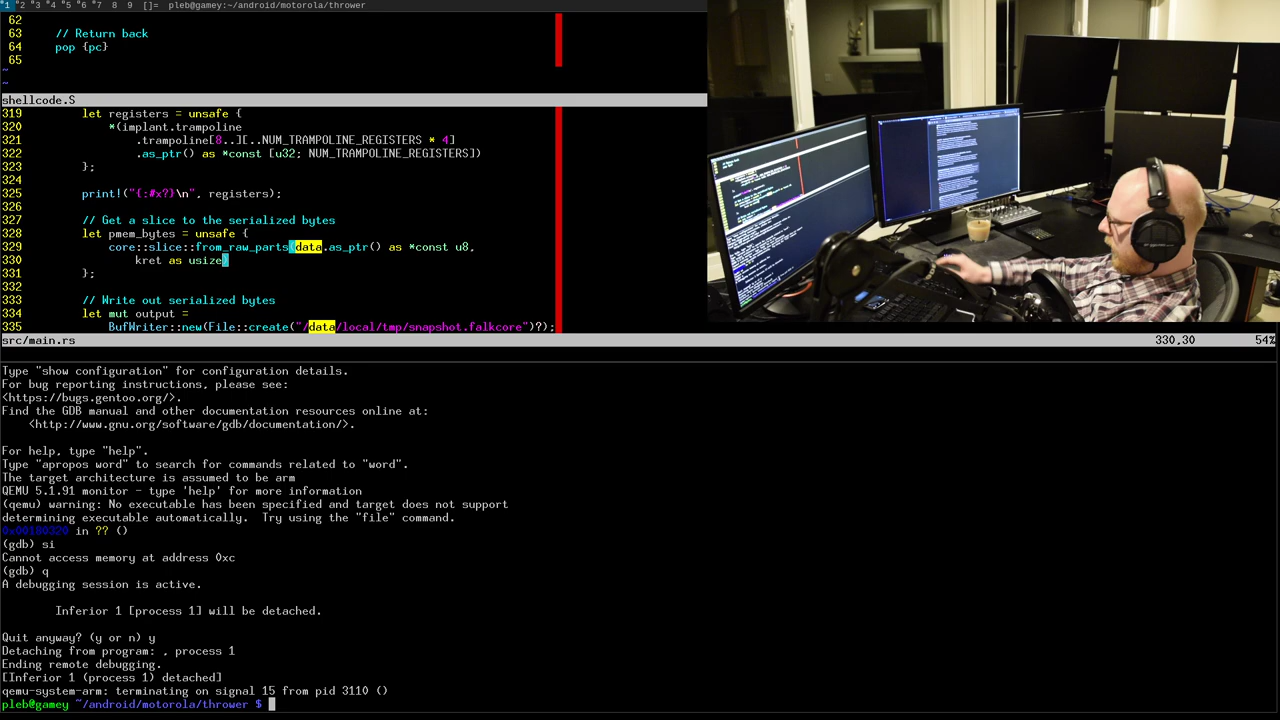 1 2 3 4 5 6 7 8 9 []= pleb@gamey:~/android/motorola/thrower
62
63 // Return back
64 pop {pc}
65
~
~
shellcode.S
319 let registers = unsafe {
320 *(implant.trampoline
321 .trampoline[8..][..NUM_TRAMPOLINE_REGISTERS * 4]
322 .as_ptr() as *const [u32; NUM_TRAMPOLINE_REGISTERS])
323 };
324
325 print!("{:#x?}\n", registers);
326
327 // Get a slice to the serialized bytes
328 let pmem_bytes = unsafe {
329 core::slice::from_raw_parts(data.as_ptr() as *const u8,
330 kret as usize)
331 };
332
333 // Write out serialized bytes
334 let mut output =
335 BufWriter::new(File::create("/data/local/tmp/snapshot.falkcore")?);
src/main.rs 330,30 54%
Type "show configuration" for configuration details.
For bug reporting instructions, please see:
<https://bugs.gentoo.org/>.
Find the GDB manual and other documentation resources online at:
<http://www.gnu.org/software/gdb/documentation/>.
For help, type "help".
Type "apropos word" to search for commands related to "word".
The target architecture is assumed to be arm
QEMU 5.1.91 monitor - type 'help' for more information
(qemu) warning: No executable has been specified and target does not support
determining executable automatically.  Try using the "file" command.
0x00180320 in ?? ()
(gdb) si
Cannot access memory at address 0xc
(gdb) q
A debugging session is active.
Inferior 1 [process 1] will be detached.
Quit anyway? (y or n) y
Detaching from program: , process 1
Ending remote debugging.
[Inferior 1 (process 1) detached]
qemu-system-arm: terminating on signal 15 from pid 3110 ()
pleb@gamey ~/android/motorola/thrower $